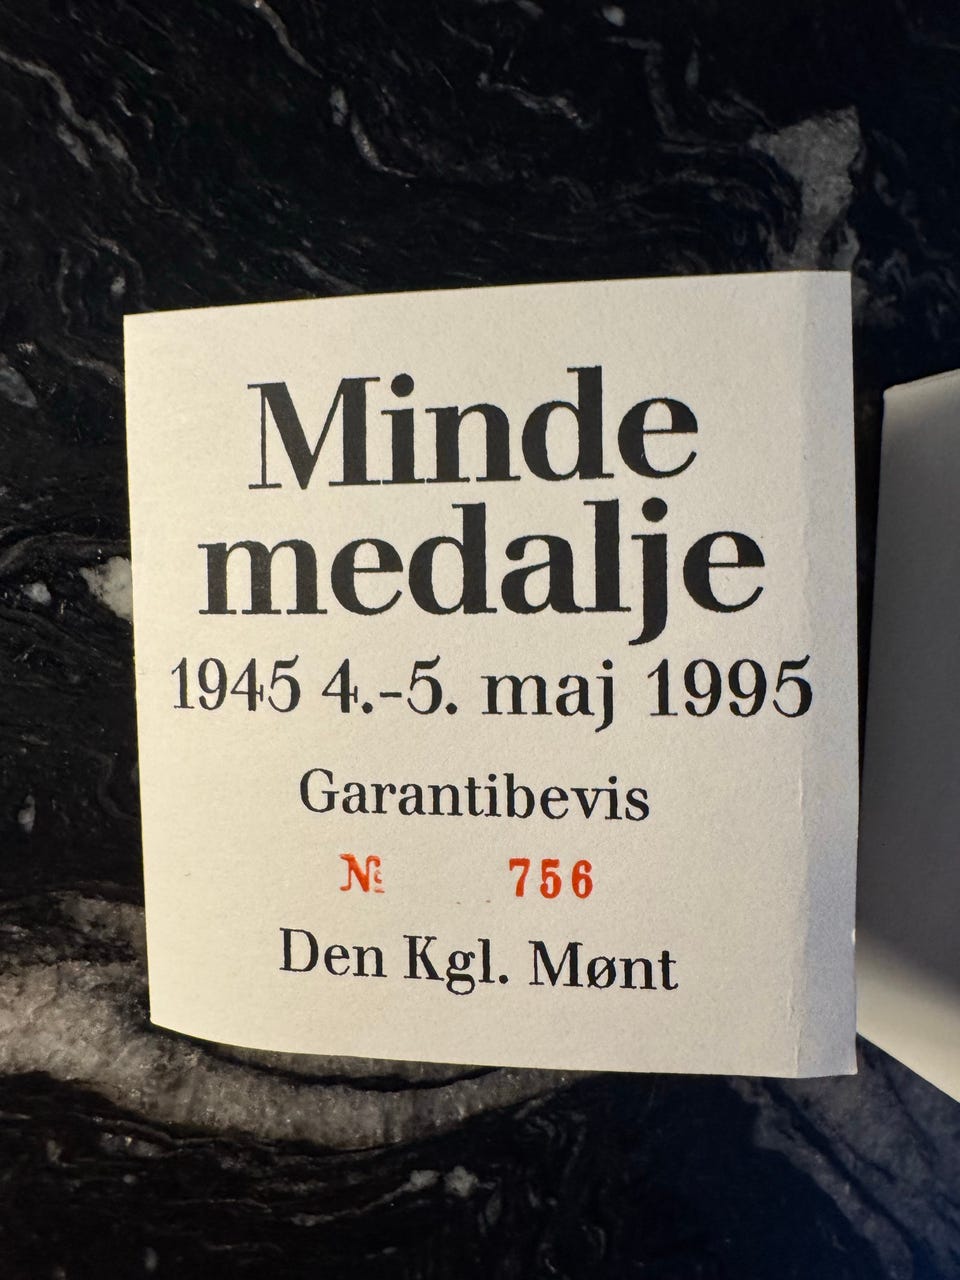 Minde
medalje
1945 4.-5. maj 1995
Garantibevis
№ 756
Den Kgl. Mønt